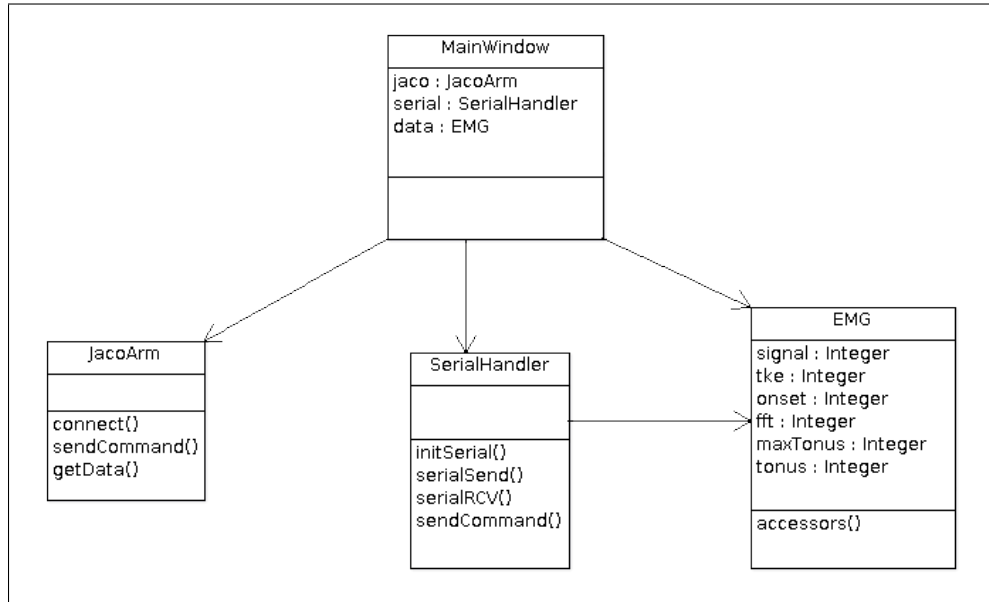 MainWindow
jaco : JacoArm
serial : SerialHandler
data : EMG
JacoArm
connect()
sendCommand()
getData()
SerialHandler
initSerial()
serialSend()
serialRCV()
sendCommand()
EMG
signal : Integer
tke : Integer
onset : Integer
fft : Integer
maxTonus : Integer
tonus : Integer
accessors()